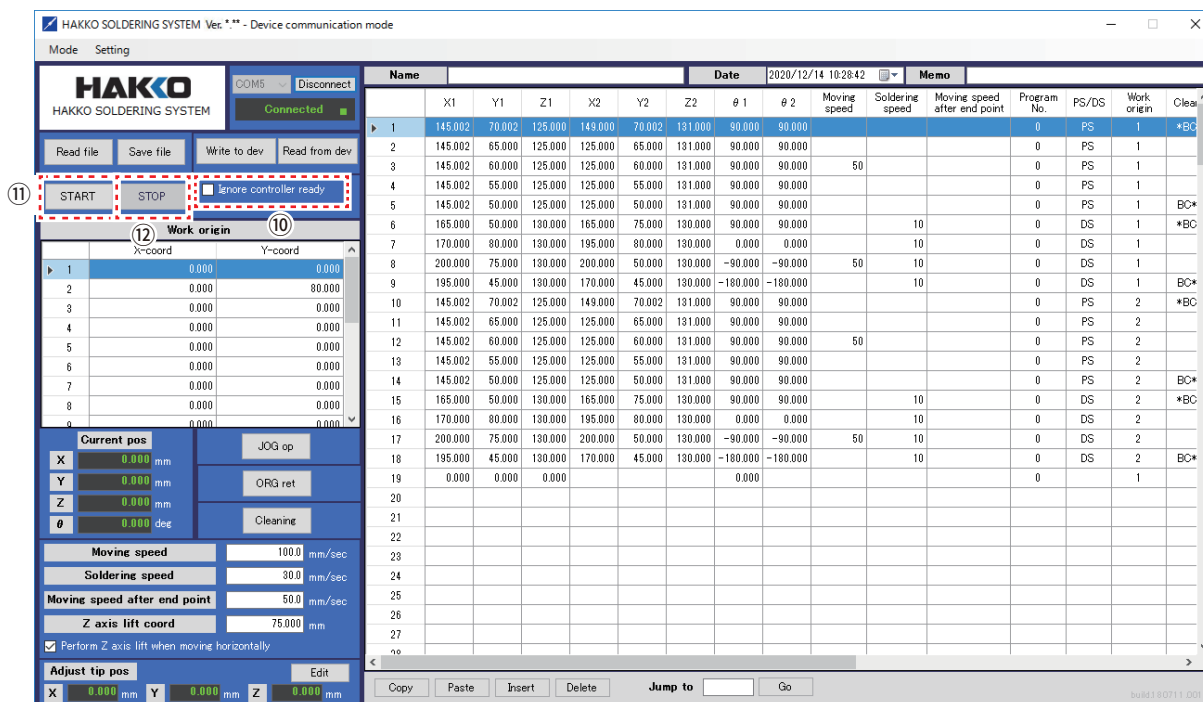 HAKKO SOLDERING SYSTEM Ver. *.** - Device communication mode
Mode Setting
HAKKO
HAKKO SOLDERING SYSTEM
COM5 Disconnect
Connected
Read file Save file Write to dev Read from dev
⑪ START STOP Ignore controller ready
⑫ ⑩
Work origin
X-coord Y-coord
1 0.000 0.000
2 0.000 80.000
3 0.000 0.000
4 0.000 0.000
5 0.000 0.000
6 0.000 0.000
7 0.000 0.000
8 0.000 0.000
9 0.000 0.000
Current pos
X 0.000 mm
Y 0.000 mm
Z 0.000 mm
θ 0.000 deg
JOG op
ORG ret
Cleaning
Moving speed 100.0 mm/sec
Soldering speed 30.0 mm/sec
Moving speed after end point 50.0 mm/sec
Z axis lift coord 75.000 mm
Perform Z axis lift when moving horizontally
Adjust tip pos Edit
X 0.000 mm Y 0.000 mm Z 0.000 mm
Name Date 2020/12/14 10:28:42 Memo
X1 Y1 Z1 X2 Y2 Z2 θ 1 θ 2 Moving speed Soldering speed Moving speed after end point Program No. PS/DS Work origin Clea
1 145.002 70.002 125.000 149.000 70.002 131.000 90.000 90.000 0 PS 1 *BC
2 145.002 65.000 125.000 125.000 65.000 131.000 90.000 90.000 0 PS 1
3 145.002 60.000 125.000 125.000 60.000 131.000 90.000 90.000 50 0 PS 1
4 145.002 55.000 125.000 125.000 55.000 131.000 90.000 90.000 0 PS 1
5 145.002 50.000 125.000 125.000 50.000 131.000 90.000 90.000 0 PS 1 BC*
6 165.000 50.000 130.000 165.000 75.000 130.000 90.000 90.000 10 0 DS 1 *BC
7 170.000 80.000 130.000 195.000 80.000 130.000 0.000 0.000 10 0 DS 1
8 200.000 75.000 130.000 200.000 50.000 130.000 -90.000 -90.000 50 10 0 DS 1
9 195.000 45.000 130.000 170.000 45.000 130.000 -180.000 -180.000 10 0 DS 1 BC*
10 145.002 70.002 125.000 149.000 70.002 131.000 90.000 90.000 0 PS 2 *BC
11 145.002 65.000 125.000 125.000 65.000 131.000 90.000 90.000 0 PS 2
12 145.002 60.000 125.000 125.000 60.000 131.000 90.000 90.000 50 0 PS 2
13 145.002 55.000 125.000 125.000 55.000 131.000 90.000 90.000 0 PS 2
14 145.002 50.000 125.000 125.000 50.000 131.000 90.000 90.000 0 PS 2 BC*
15 165.000 50.000 130.000 165.000 75.000 130.000 90.000 90.000 10 0 DS 2 *BC
16 170.000 80.000 130.000 195.000 80.000 130.000 0.000 0.000 10 0 DS 2
17 200.000 75.000 130.000 200.000 50.000 130.000 -90.000 -90.000 50 10 0 DS 2
18 195.000 45.000 130.000 170.000 45.000 130.000 -180.000 -180.000 10 0 DS 2 BC*
19 0.000 0.000 0.000 0.000 0 1
20
21
22
23
24
25
26
27
28
Copy Paste Insert Delete Jump to Go
build.180711.001